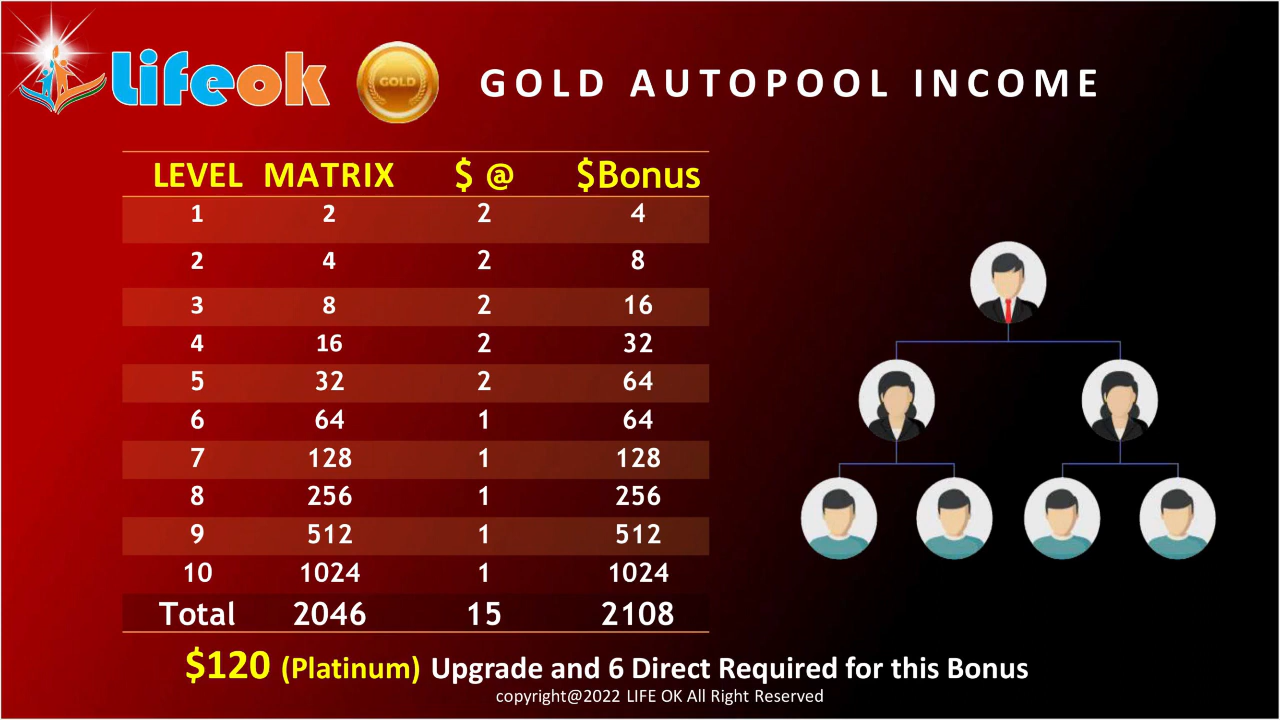 Lifeok
GOLD
GOLD AUTOPOOL INCOME
LEVEL MATRIX $ @ $Bonus
1 2 2 4
2 4 2 8
3 8 2 16
4 16 2 32
5 32 2 64
6 64 1 64
7 128 1 128
8 256 1 256
9 512 1 512
10 1024 1 1024
Total 2046 15 2108
$120 (Platinum) Upgrade and 6 Direct Required for this Bonus
copyright@2022 LIFE OK All Right Reserved